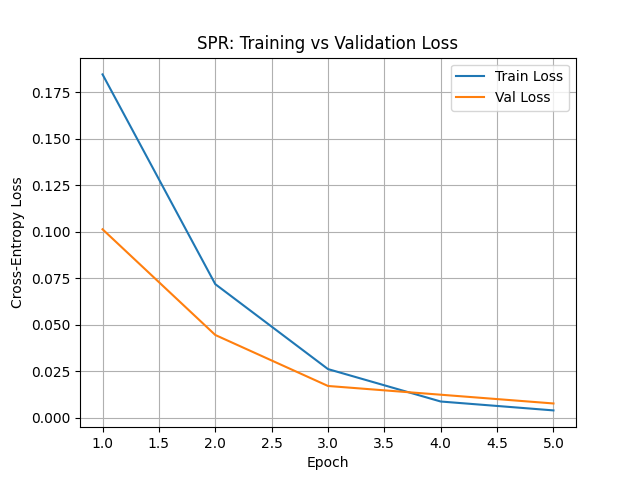 SPR: Training vs Validation Loss
Train Loss
Val Loss
Cross-Entropy Loss
0.175
0.150
0.125
0.100
0.075
0.050
0.025
0.000
1.0 1.5 2.0 2.5 3.0 3.5 4.0 4.5 5.0
Epoch